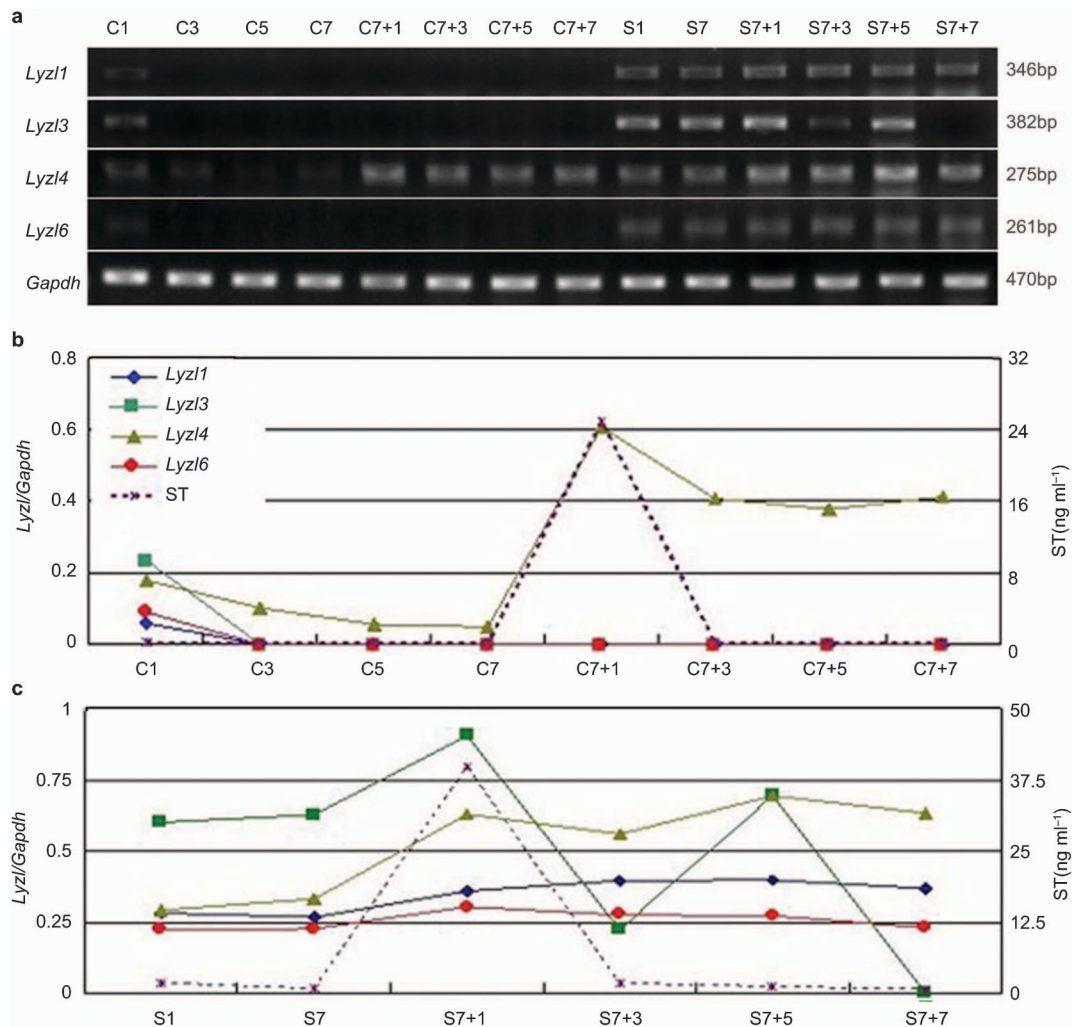 a
C1 C3 C5 C7 C7+1 C7+3 C7+5 C7+7 S1 S7 S7+1 S7+3 S7+5 S7+7
Lyzl1 346bp
Lyzl3 382bp
Lyzl4 275bp
Lyzl6 261bp
Gapdh 470bp
b
0.8 32
Lyzl1
Lyzl3
0.6 24
Lyzl4
Lyzl6
ST
Lyzl/Gapdh
ST(ng ml⁻¹)
0.4 16
0.2 8
0 0
C1 C3 C5 C7 C7+1 C7+3 C7+5 C7+7
c
1 50
0.75 37.5
Lyzl/Gapdh
ST(ng ml⁻¹)
0.5 25
0.25 12.5
0 0
S1 S7 S7+1 S7+3 S7+5 S7+7